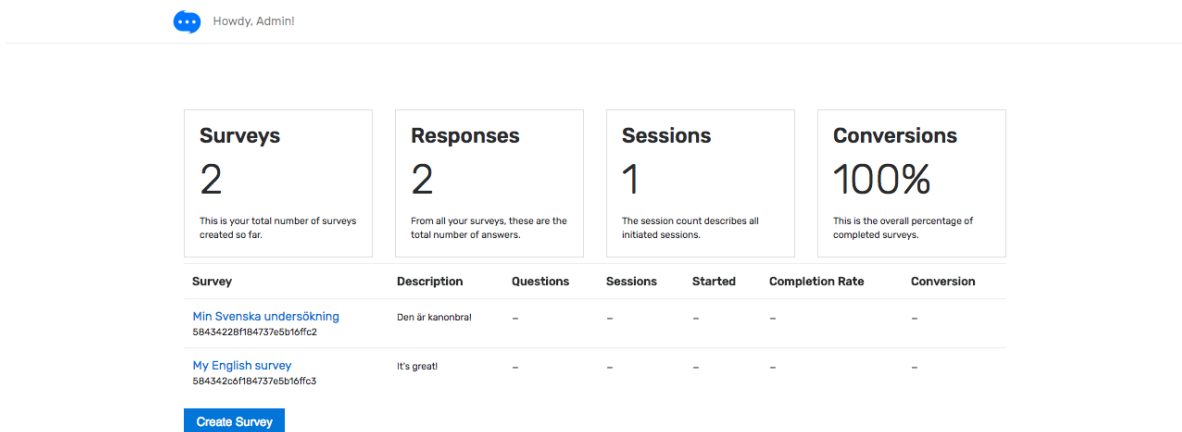 Howdy, Admin!
Surveys
2
This is your total number of surveys
created so far.
Responses
2
From all your surveys, these are the
total number of answers.
Sessions
1
The session count describes all
initiated sessions.
Conversions
100%
This is the overall percentage of
completed surveys.
Survey Description Questions Sessions Started Completion Rate Conversion
Min Svenska undersökning Den är kanonbra! – – – – –
58434228f184737e5b16ffc2
My English survey It's great! – – – – –
584342c6f184737e5b16ffc3
Create Survey